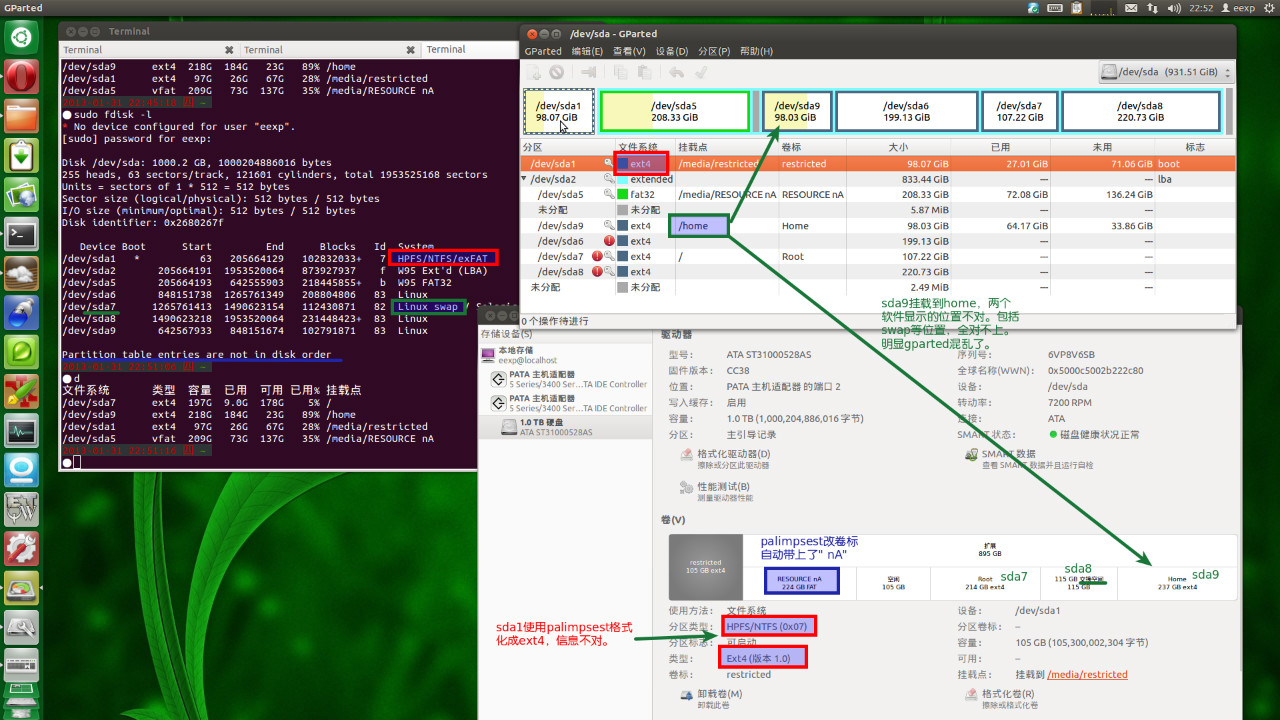 GParted
22:52
eexp
Terminal
Terminal
Terminal
Terminal
/dev/sda9 ext4 218G 184G 23G 89% /home
/dev/sda1 ext4 97G 26G 67G 28% /media/restricted
/dev/sda5 vfat 209G 73G 137G 35% /media/RESOURCE nA
sudo fdisk -l
* No device configured for user "eexp".
[sudo] password for eexp:
Disk /dev/sda: 1000.2 GB, 1000204886016 bytes
255 heads, 63 sectors/track, 121601 cylinders, total 1953525168 sectors
Units = sectors of 1 * 512 = 512 bytes
Sector size (logical/physical): 512 bytes / 512 bytes
I/O size (minimum/optimal): 512 bytes / 512 bytes
Disk identifier: 0x2680267f
Device Boot Start End Blocks Id System
/dev/sda1 * 63 205664129 102832033+ 7 HPFS/NTFS/exFAT
/dev/sda2 205664191 1953520064 873927937 f W95 Ext'd (LBA)
/dev/sda5 205664193 642555903 218445855+ b W95 FAT32
/dev/sda6 848151738 1265761349 208804806 83 Linux
/dev/sda7 1265761413 1490623154 112430871 82 Linux swap /
/dev/sda8 1490623218 1953520064 231448423+ 83 Linux
/dev/sda9 642567933 848151674 102791871 83 Linux
Partition table entries are not in disk order
d
文件系统 类型 容量 已用 可用 已用% 挂载点
/dev/sda7 ext4 197G 9.0G 178G 5% /
/dev/sda9 ext4 218G 184G 23G 89% /home
/dev/sda1 ext4 97G 26G 67G 28% /media/restricted
/dev/sda5 vfat 209G 73G 137G 35% /media/RESOURCE nA
/dev/sda - GParted
GParted 编辑(E) 查看(V) 设备(D) 分区(P) 帮助(H)
/dev/sda (931.51 GiB)
/dev/sda1 /dev/sda5 /dev/sda9 /dev/sda6 /dev/sda7 /dev/sda8
98.07 GiB 208.33 GiB 98.03 GiB 199.13 GiB 107.22 GiB 220.73 GiB
分区 文件系统 挂载点 卷标 大小 已用 未用 标志
/dev/sda1 ext4 /media/restricted restricted 98.07 GiB 27.01 GiB 71.06 GiB boot
/dev/sda2 extended 833.44 GiB — — lba
/dev/sda5 fat32 /media/RESOURCE nA RESOURCE nA 208.33 GiB 72.08 GiB 136.24 GiB
未分配 未分配 5.87 MiB — —
/dev/sda9 ext4 /home Home 98.03 GiB 64.17 GiB 33.86 GiB
/dev/sda6 ext4 199.13 GiB — —
/dev/sda7 ext4 / Root 107.22 GiB — —
/dev/sda8 ext4 220.73 GiB — —
未分配 未分配 2.49 MiB — —
0 个操作待进行
sda9挂载到home，两个
软件显示的位置不对。包括
swap等位置，全对不上。
明显gparted混乱了。
存储设备(S)
本地存储
eexp@localhost
PATA 主机适配器
5 Series/3400 Ser...TA IDE Controller
PATA 主机适配器
5 Series/3400 Ser...TA IDE Controller
1.0 TB 硬盘
ATA ST31000528AS
驱动器
型号: ATA ST31000528AS 序列号: 6VP8V6SB
固件版本: CC38 全球名称(WWN): 0x5000c5002b222c80
位置: PATA 主机适配器 的端口 2 设备: /dev/sda
写入缓存: 启用 转动率: 7200 RPM
容量: 1.0 TB (1,000,204,886,016 字节) 连接: ATA
分区: 主引导记录 SMART 状态: 磁盘健康状况正常
格式化驱动器(D) SMART 数据
擦除或分区此驱动器 查看 SMART 数据并且运行自检
性能测试(B)
测量驱动器性能
卷(V)
palimpsest改卷标
自动带上了" nA"
扩展
895 GB
restricted
105 GB ext4
RESOURCE nA
224 GB FAT
空闲
105 GB
Root
214 GB ext4
sda7
sda8
115 GB 交换空间
115 GB
Home
237 GB ext4
sda9
使用方法: 文件系统 设备: /dev/sda1
分区类型: HPFS/NTFS (0x07) 分区卷标: –
分区标志: 可启动 容量: 105 GB (105,300,002,304 字节)
类型: Ext4 (版本 1.0) 可用: –
卷标: restricted 挂载点: 挂载到 /media/restricted
卸载卷(M) 格式化卷(R)
卸载此卷 擦除或格式化卷
sda1使用palimpsest格式
化成ext4，信息不对。